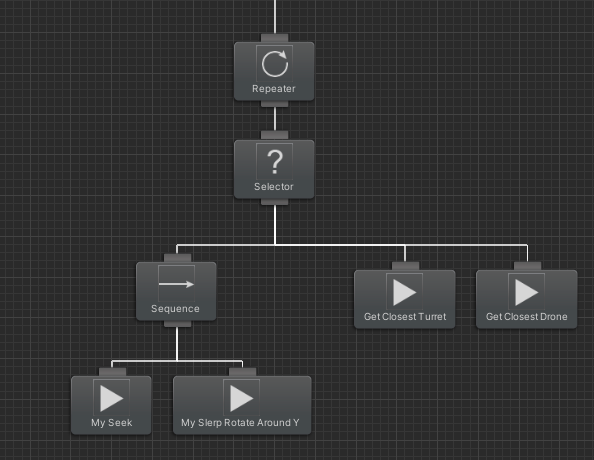 Repeater
?
Selector
Sequence
Get Closest Turret
Get Closest Drone
My Seek
My Slerp Rotate Around Y